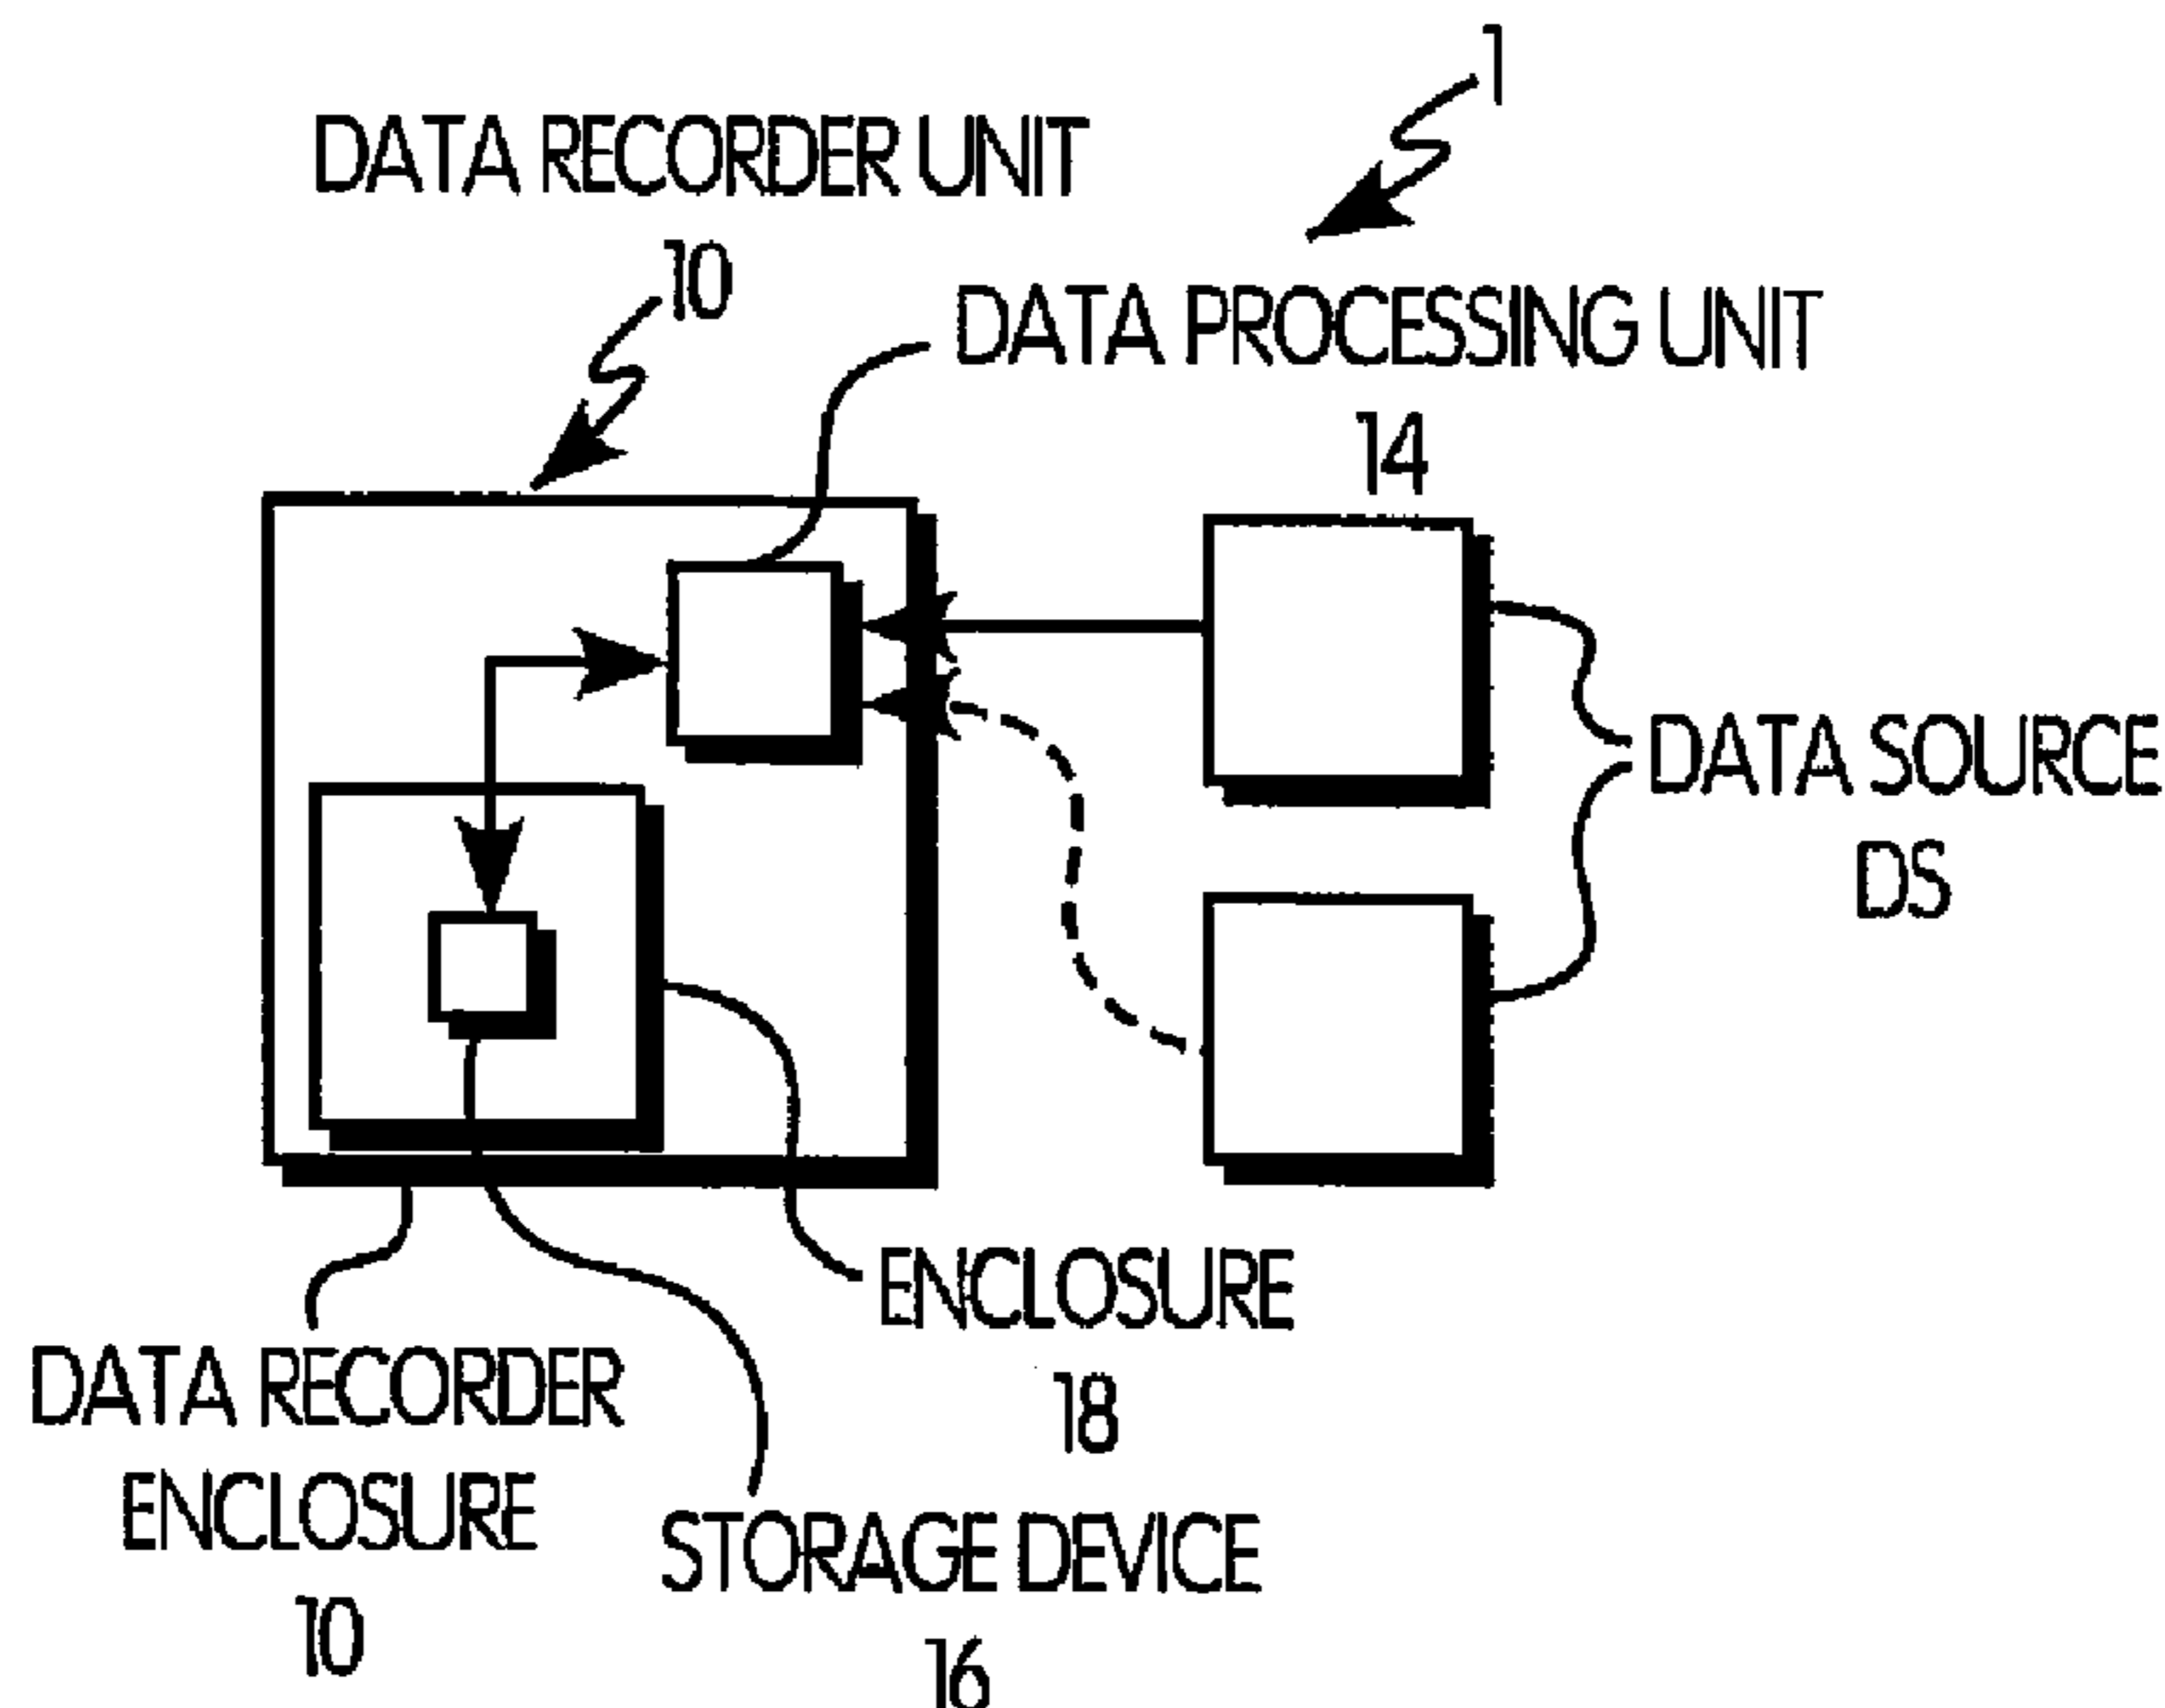 1
DATA RECORDER UNIT
10
DATA PROCESSING UNIT
14
DATA SOURCE
DS
ENCLOSURE
18
DATA RECORDER
ENCLOSURE
10
STORAGE DEVICE
16